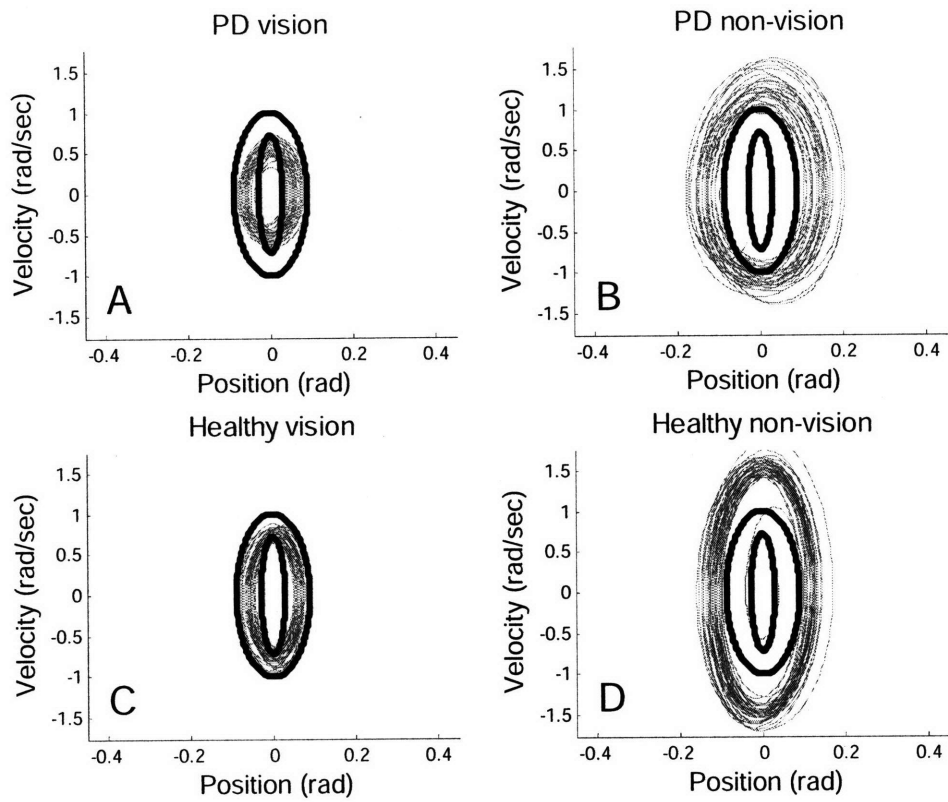 PD vision
Velocity (rad/sec)
1.5
1
0.5
0
-0.5
-1
-1.5
A
-0.4 -0.2 0 0.2 0.4
Position (rad)
PD non-vision
Velocity (rad/sec)
1.5
1
0.5
0
-0.5
-1
-1.5
B
-0.4 -0.2 0 0.2 0.4
Position (rad)
Healthy vision
Velocity (rad/sec)
1.5
1
0.5
0
-0.5
-1
-1.5
C
-0.4 -0.2 0 0.2 0.4
Position (rad)
Healthy non-vision
Velocity (rad/sec)
1.5
1
0.5
0
-0.5
-1
-1.5
D
-0.4 -0.2 0 0.2 0.4
Position (rad)